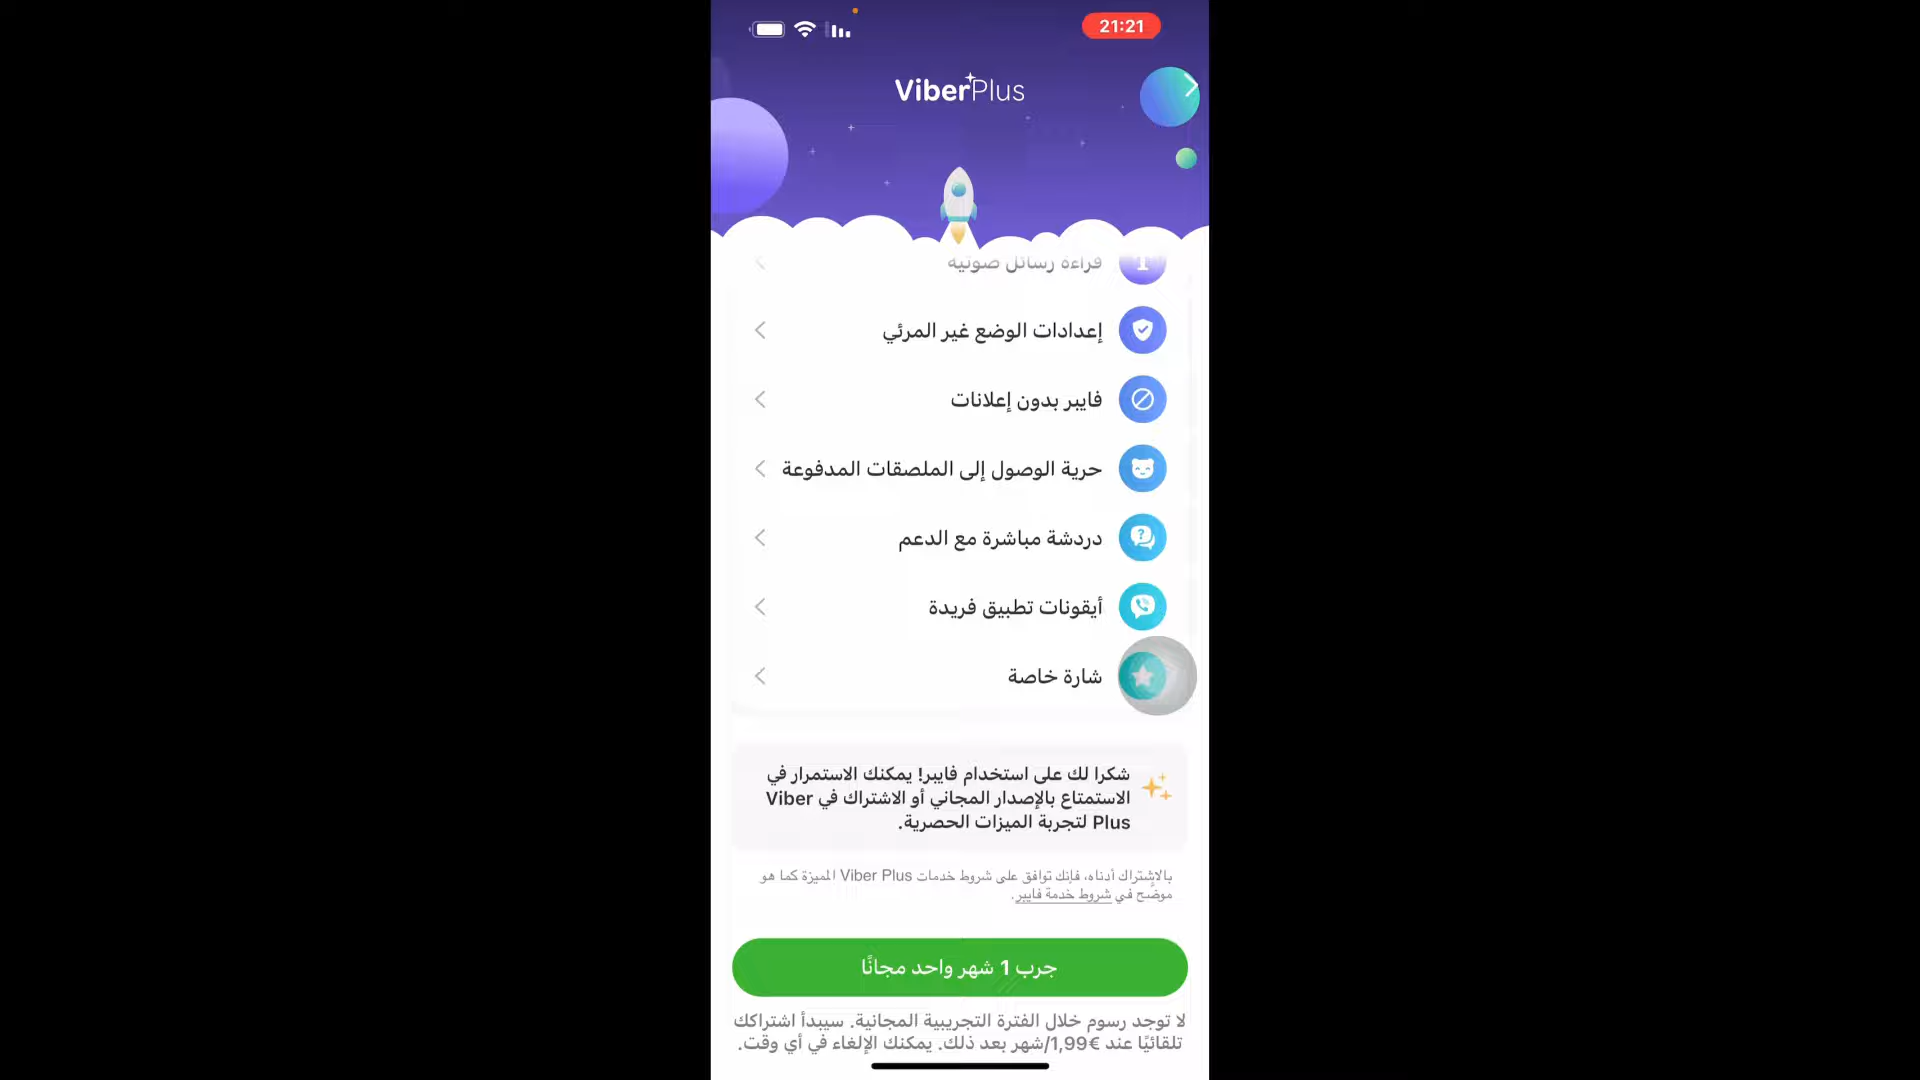 21:21
ViberPlus
قراءة رسائل صوتية
إعدادات الوضع غير المرئي
فايبر بدون إعلانات
حرية الوصول إلى الملصقات المدفوعة
دردشة مباشرة مع الدعم
أيقونات تطبيق فريدة
شارة خاصة
شكرا لك على استخدام فايبر! يمكنك الاستمرار في
الاستمتاع بالإصدار المجاني أو الاشتراك في Viber
Plus لتجربة الميزات الحصرية.
بالاشتراك أدناه، فإنك توافق على شروط خدمات Viber Plus المميزة كما هو
موضح في شروط خدمة فايبر.
جرب 1 شهر واحد مجانًا
لا توجد رسوم خلال الفترة التجريبية المجانية. سيبدأ اشتراكك
تلقائيًا عند €1,99/شهر بعد ذلك. يمكنك الإلغاء في أي وقت.